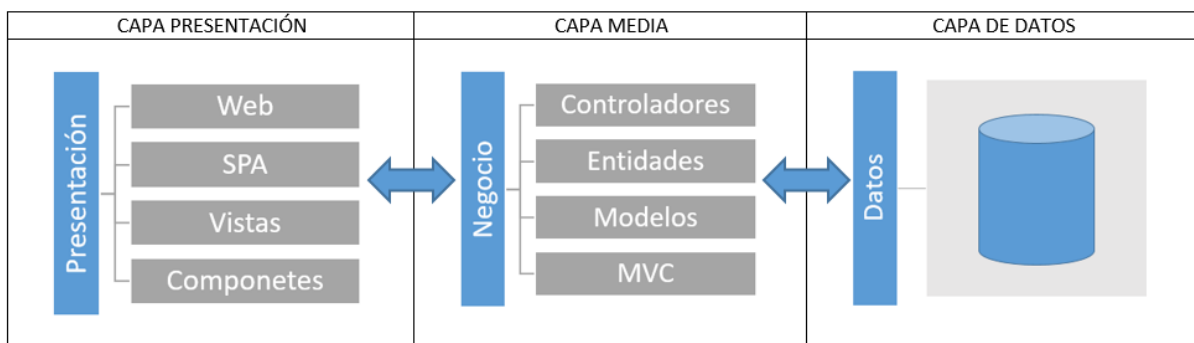 CAPA PRESENTACIÓN
CAPA MEDIA
CAPA DE DATOS
Presentación
Web
SPA
Vistas
Componetes
Negocio
Controladores
Entidades
Modelos
MVC
Datos